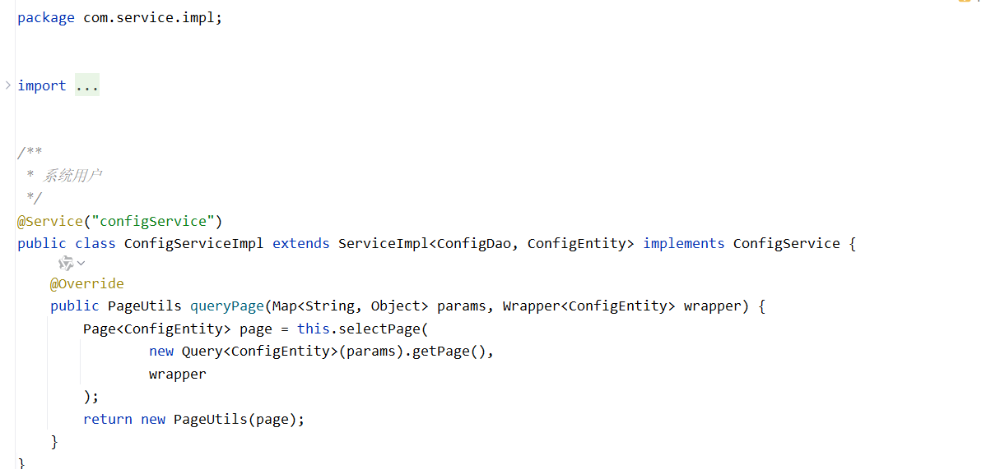 package com.service.impl;
import ...
/**
 * 系统用户
 */
@Service("configService")
public class ConfigServiceImpl extends ServiceImpl<ConfigDao, ConfigEntity> implements ConfigService {
    @Override
    public PageUtils queryPage(Map<String, Object> params, Wrapper<ConfigEntity> wrapper) {
        Page<ConfigEntity> page = this.selectPage(
                new Query<ConfigEntity>(params).getPage(),
                wrapper
        );
        return new PageUtils(page);
    }
}